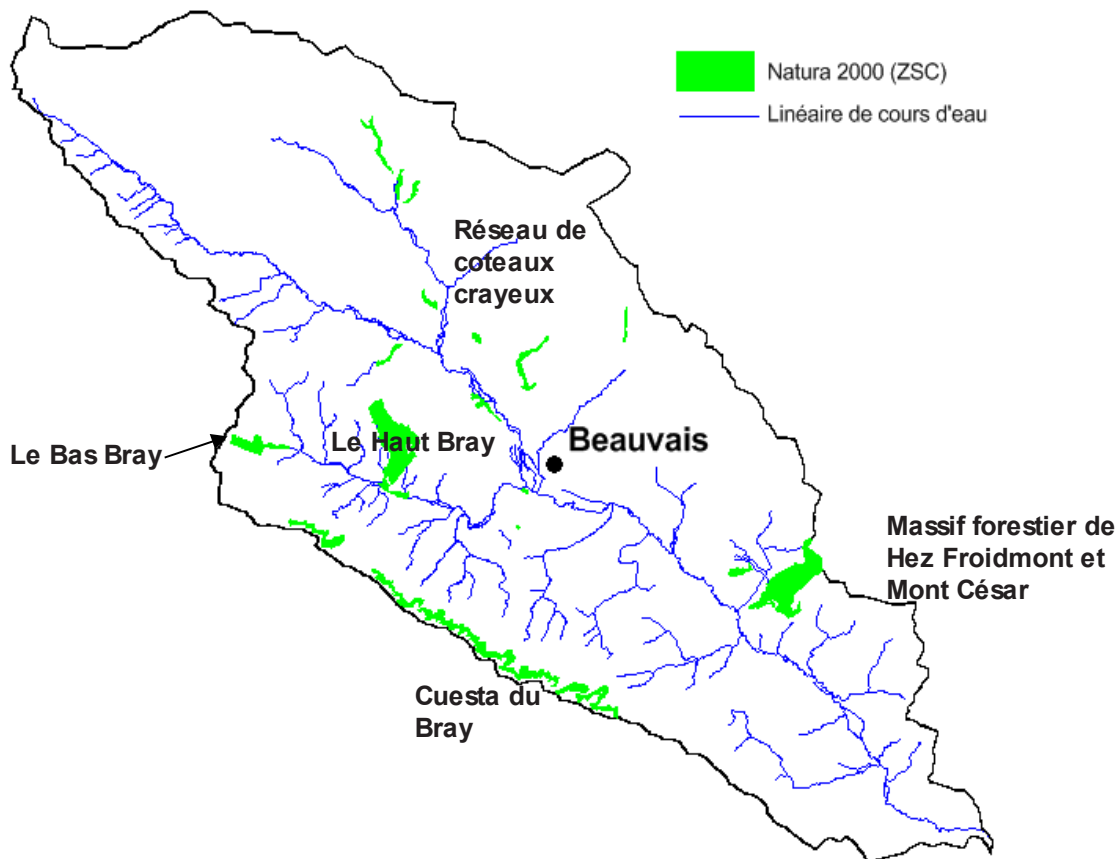 Natura 2000 (ZSC)
Linéaire de cours d'eau
Réseau de
coteaux
crayeux
Le Bas Bray
Le Haut Bray
Beauvais
Massif forestier de
Hez Froidmont et
Mont César
Cuesta du
Bray